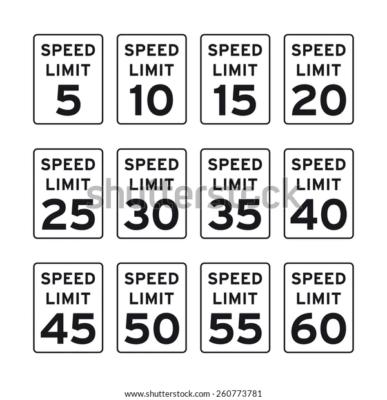 SPEED SPEED SPEED SPEED
LIMIT LIMIT LIMIT LIMIT
5 10 15 20
SPEED SPEED SPEED SPEED
LIMIT LIMIT LIMIT LIMIT
25 30 35 40
shutterstock
SPEED SPEED SPEED SPEED
LIMIT LIMIT LIMIT LIMIT
45 50 55 60
www.shutterstock.com · 260773781